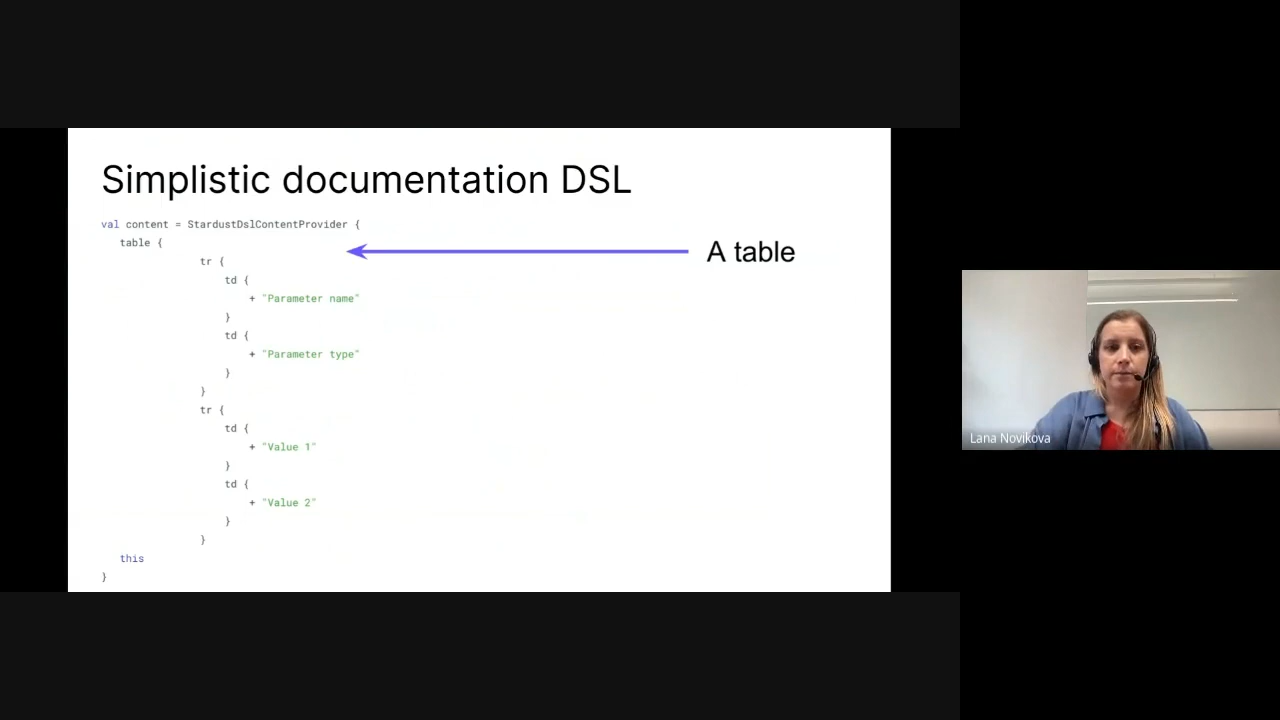 Simplistic documentation DSL
val content = StardustDslContentProvider {
table {
A table
tr {
td {
+ "Parameter name"
}
td {
+ "Parameter type"
}
}
tr {
td {
+ "Value 1"
}
td {
+ "Value 2"
}
}
this
}
Lana Novikova